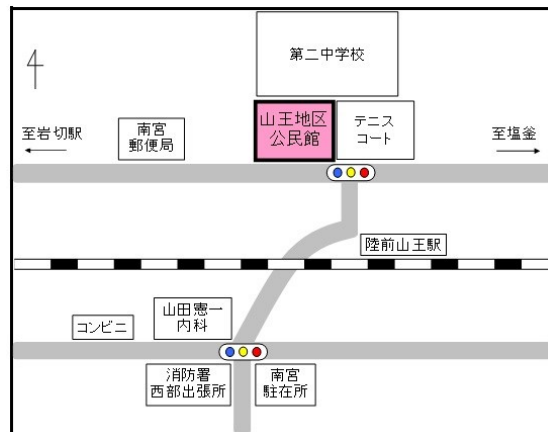 第二中学校
山王地区
公民館
テニス
コート
至岩切駅
南宮
郵便局
至塩釜
陸前山王駅
山田憲一
内科
コンビニ
消防署
西部出張所
南宮
駐在所